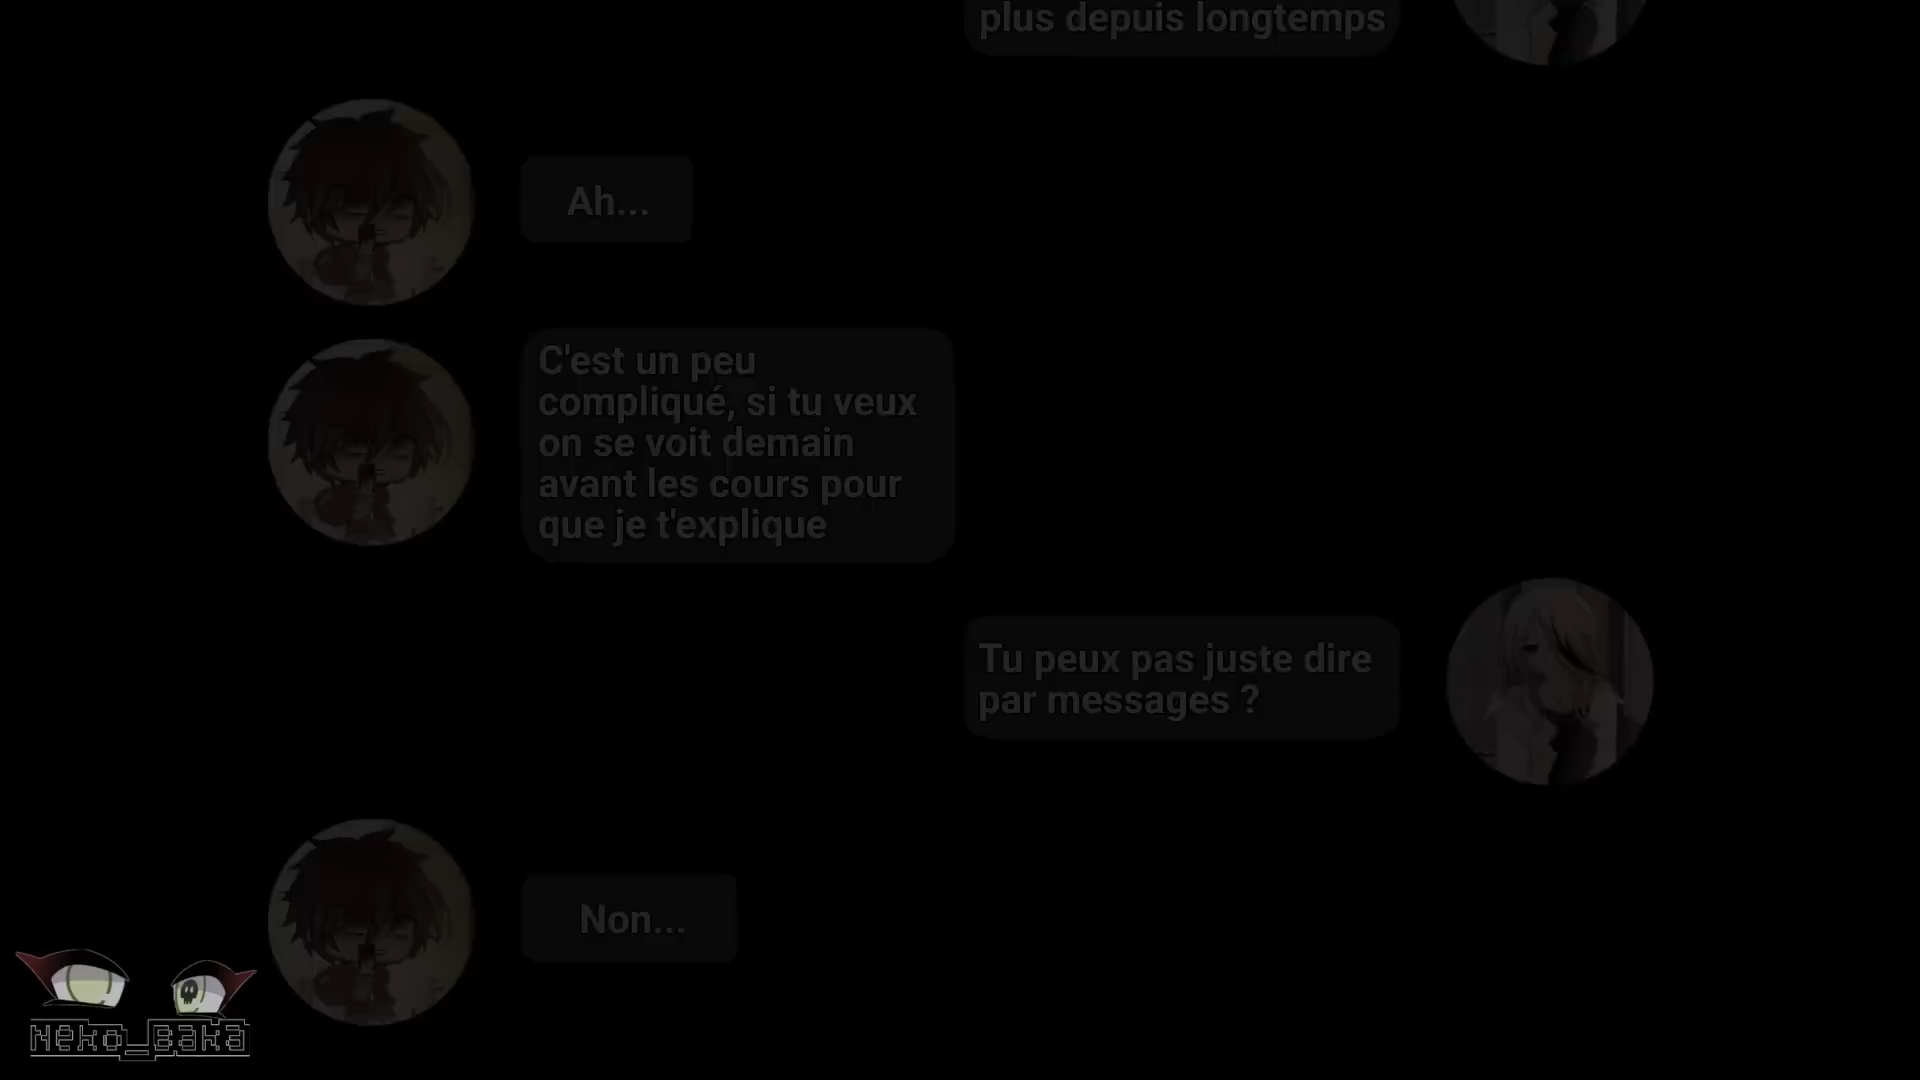 plus depuis longtemps
Ah...
C'est un peu
compliqué, si tu veux
on se voit demain
avant les cours pour
que je t'explique
Tu peux pas juste dire
par messages ?
Non...
Neko_Baka